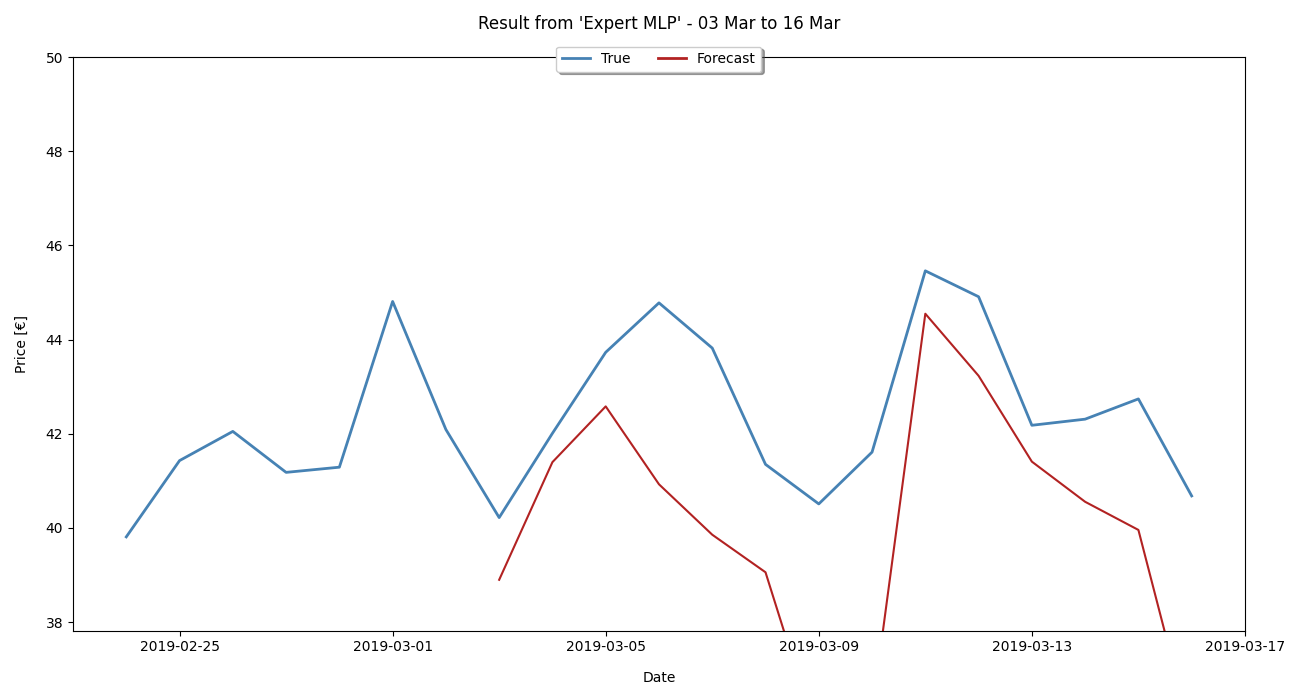 Result from 'Expert MLP' - 03 Mar to 16 Mar
True Forecast
50
48
46
44
42
40
38
Price [€]
2019-02-25 2019-03-01 2019-03-05 2019-03-09 2019-03-13 2019-03-17
Date